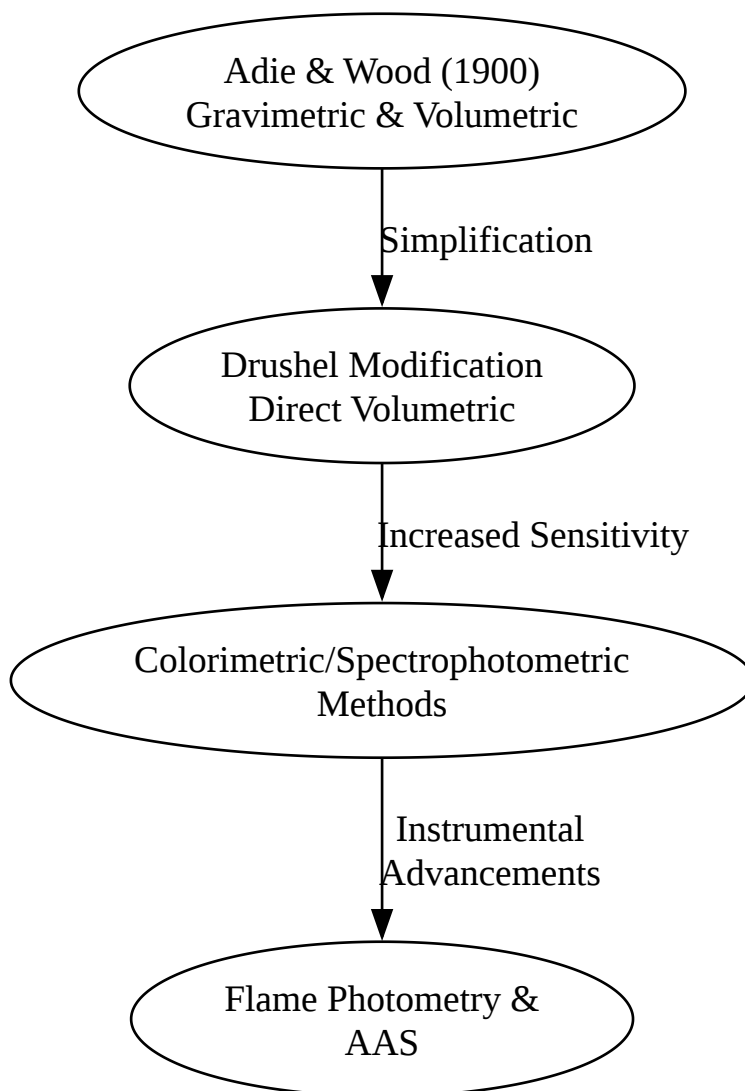 Adie & Wood (1900)
Gravimetric & Volumetric
Simplification
Drushel Modification
Direct Volumetric
Increased Sensitivity
Colorimetric/Spectrophotometric
Methods
Instrumental
Advancements
Flame Photometry &
AAS